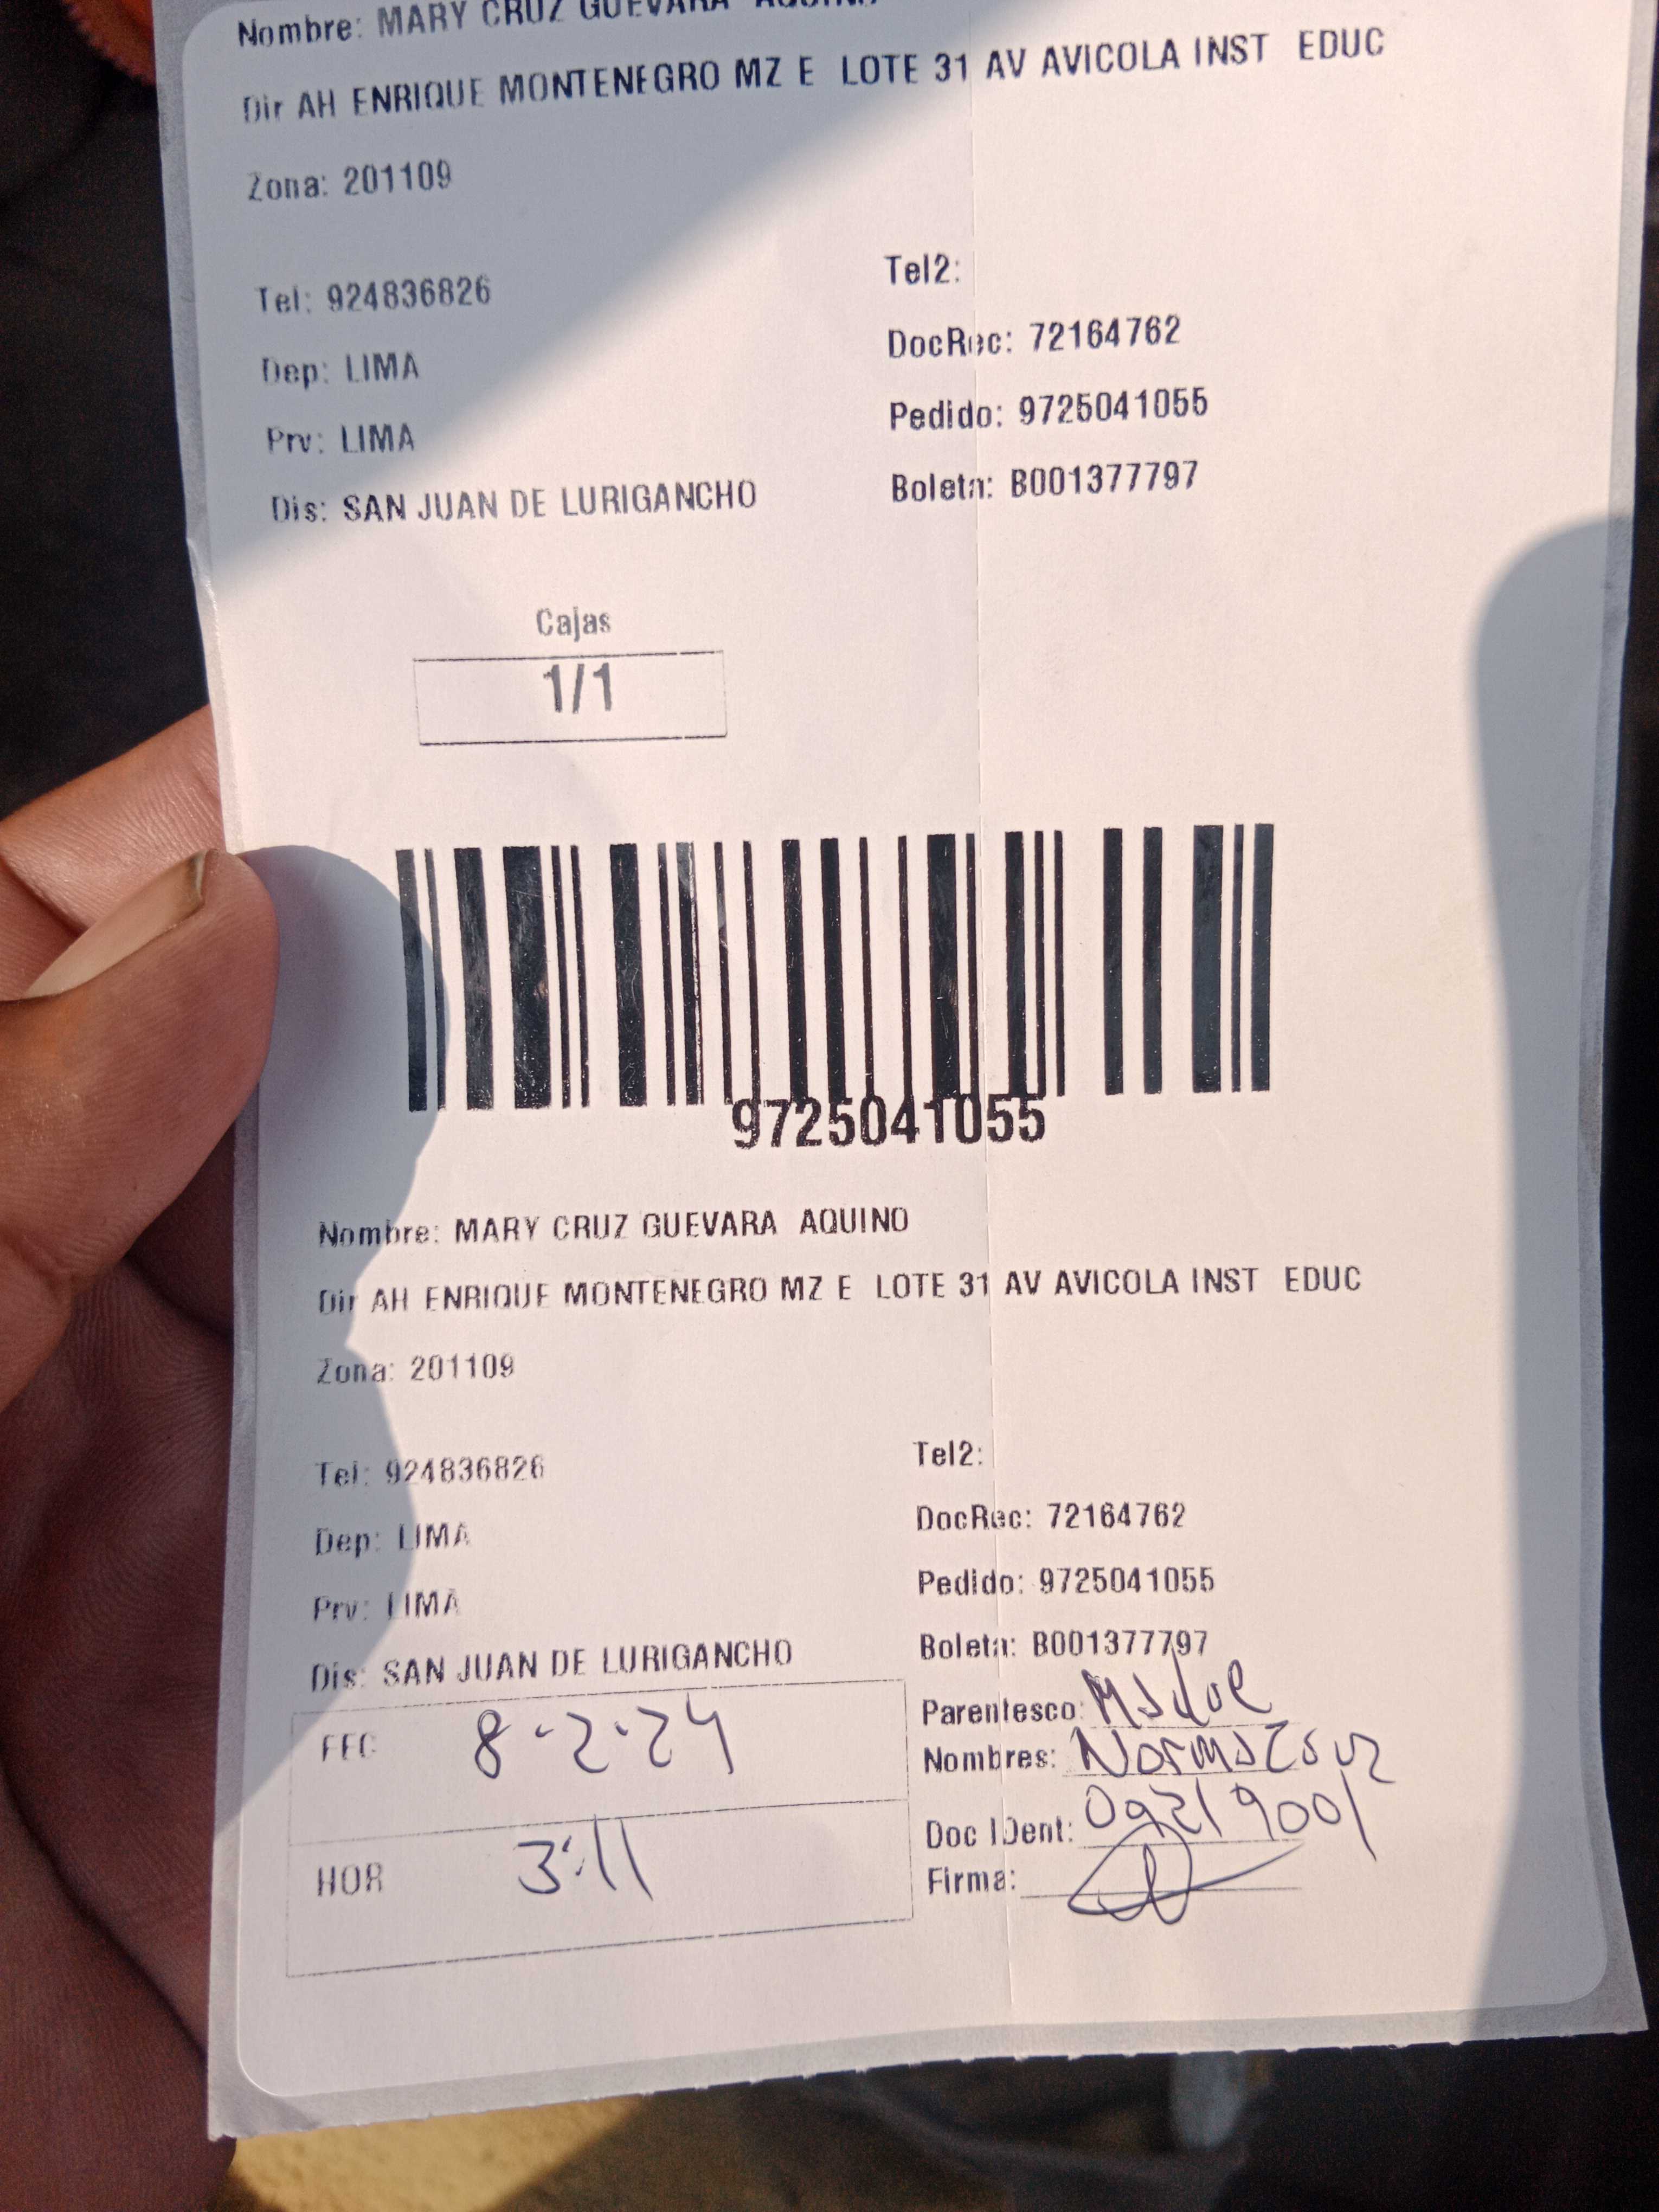 Nombre: MARY CRUZ GUEVARA AQUINO
Dir AH ENRIQUE MONTENEGRO MZ E LOTE 31 AV AVICOLA INST EDUC
Zona: 201109
Tel: 924836826
Tel2:
Dep: LIMA
DocRec: 72164762
Prv: LIMA
Pedido: 9725041055
Dis: SAN JUAN DE LURIGANCHO
Boleta: B001377797
Cajas
1/1
9725041055
Nombre: MARY CRUZ GUEVARA AQUINO
Dir AH ENRIQUE MONTENEGRO MZ E LOTE 31 AV AVICOLA INST EDUC
Zona: 201109
Tel: 924836826
Tel2:
Dep: LIMA
DocRec: 72164762
Prv: LIMA
Pedido: 9725041055
Dis: SAN JUAN DE LURIGANCHO
Boleta: B001377797
FEC 8-2-24
HOR 3:11
Parentesco:
Nombres: Norma
Doc IDent: 09219001
Firma: